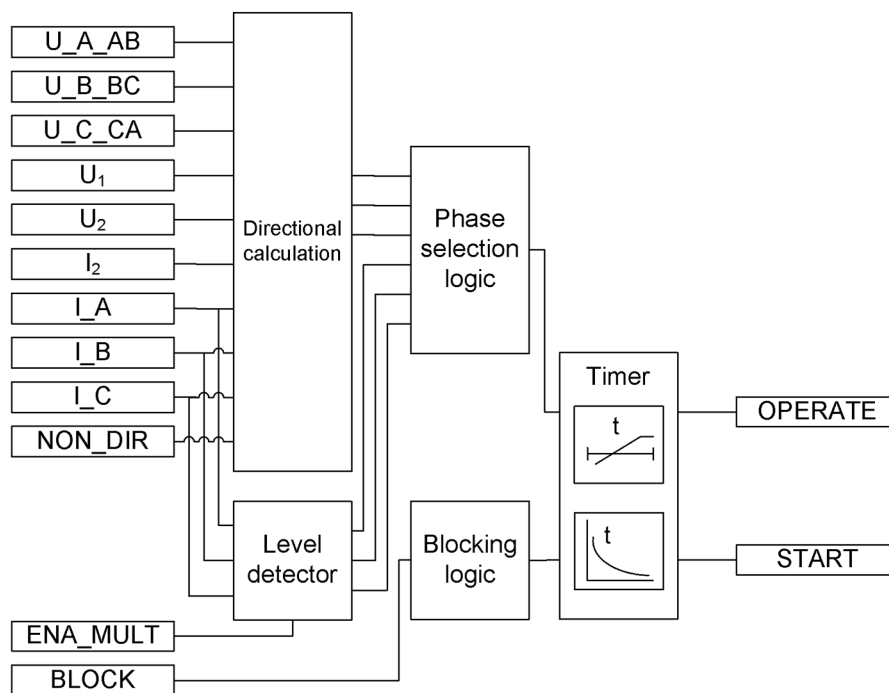 U_A_AB
U_B_BC
U_C_CA
U₁
U₂
I₂
I_A
I_B
I_C
NON_DIR
ENA_MULT
BLOCK
Directional
calculation
Level
detector
Phase
selection
logic
Blocking
logic
Timer
t
t
OPERATE
START